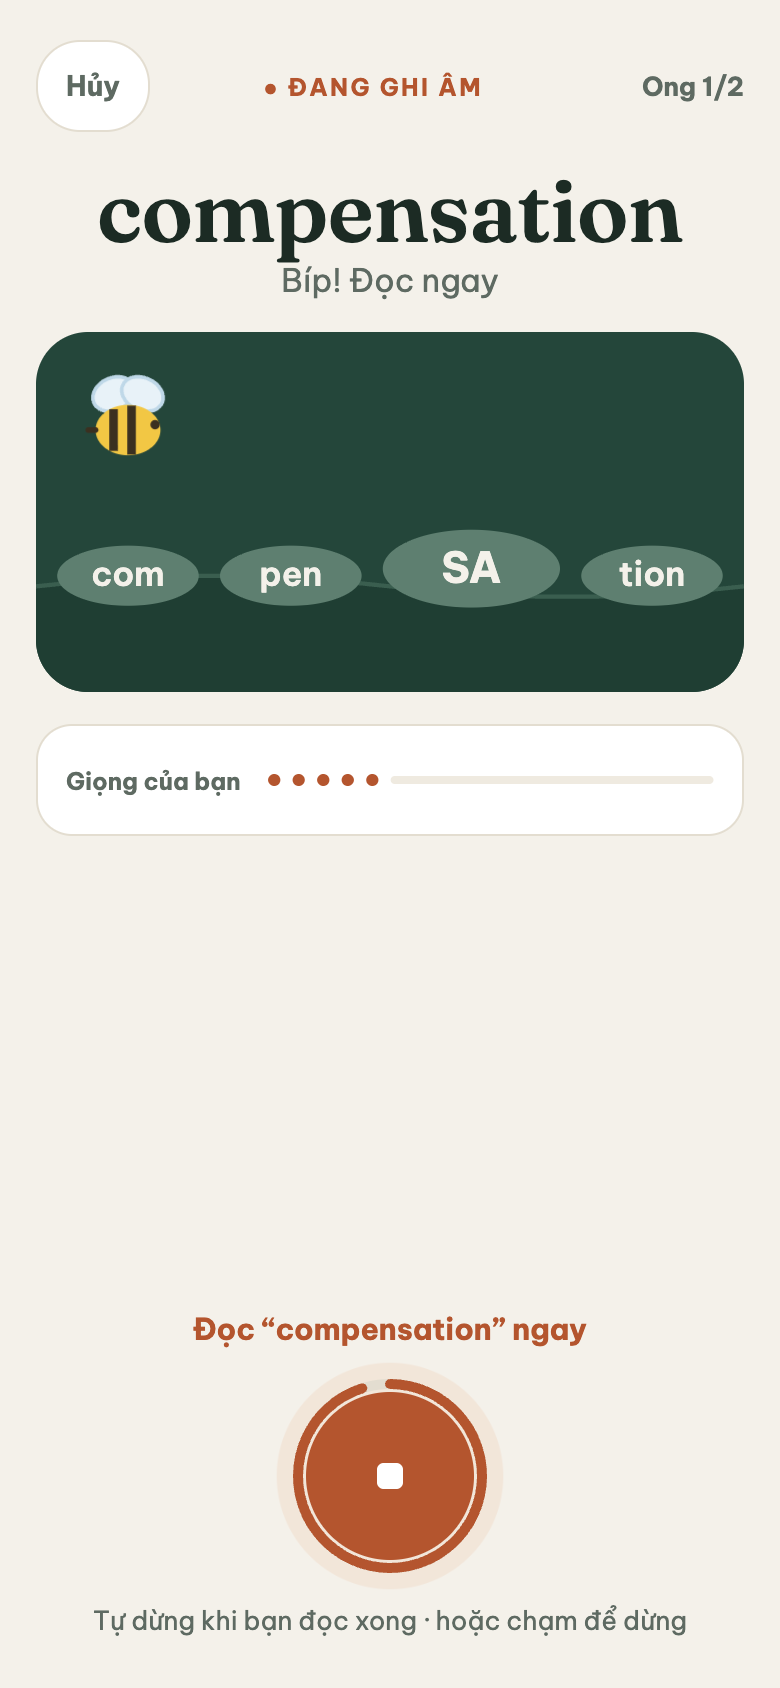 Hủy
• ĐANG GHI ÂM
Ong 1/2
compensation
Bíp! Đọc ngay
com pen SA tion
Giọng của bạn
Đọc “compensation” ngay
Tự dừng khi bạn đọc xong · hoặc chạm để dừng